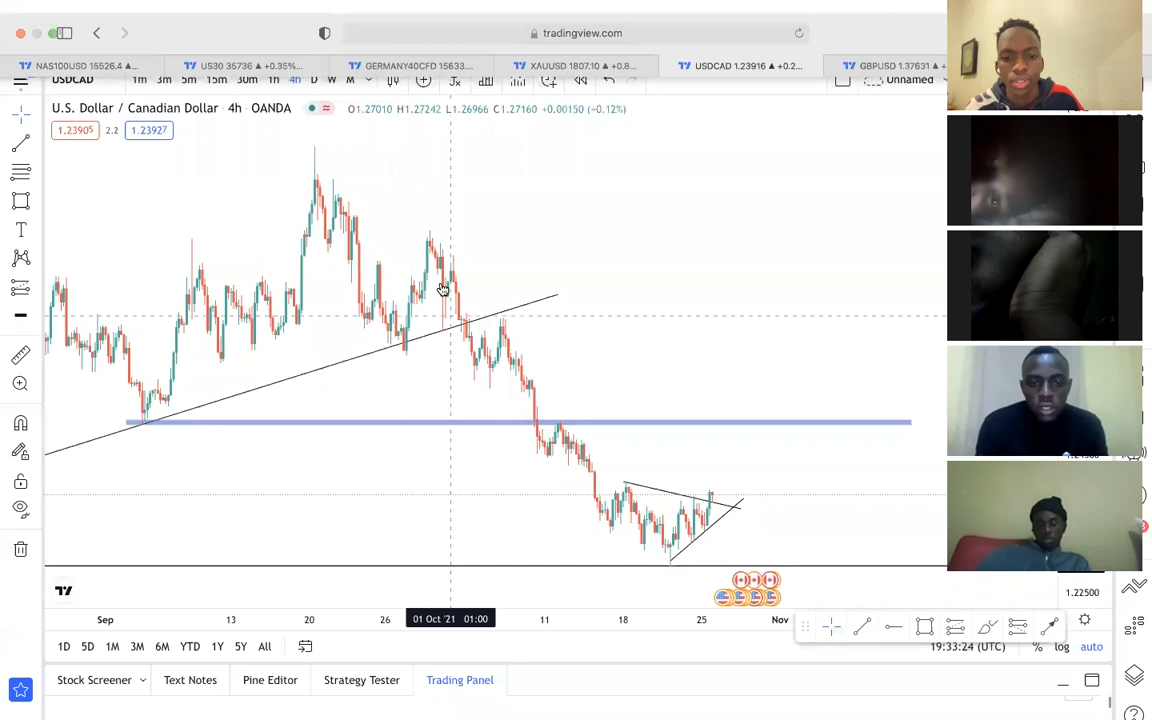 tradingview.com
NAS100USD 15526.4 ▲...
US30 35736 ▲ +0.35%...
GERMANY40CFD 15633....
XAUUSD 1807.10 ▲ +0.8...
USDCAD 1.23916 ▲ +0.2...
GBPUSD 1.37631 ▲ +
USDCAD 1m 3m 5m 15m 30m 1h 4h D W M Unnamed
U.S. Dollar / Canadian Dollar · 4h · OANDA O1.27010 H1.27242 L1.26966 C1.27160 +0.00150 (+0.12%)
1.23905 2.2 1.23927
1.22500
Sep 13 20 26 01 Oct '21 01:00 11 18 25 Nov
1D 5D 1M 3M 6M YTD 1Y 5Y All 19:33:24 (UTC) % log auto
Stock Screener Text Notes Pine Editor Strategy Tester Trading Panel